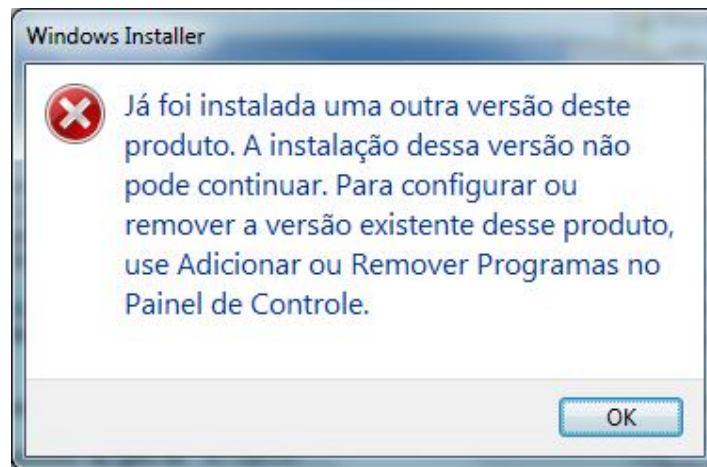 Windows Installer
Já foi instalada uma outra versão deste
produto. A instalação dessa versão não
pode continuar. Para configurar ou
remover a versão existente desse produto,
use Adicionar ou Remover Programas no
Painel de Controle.
OK